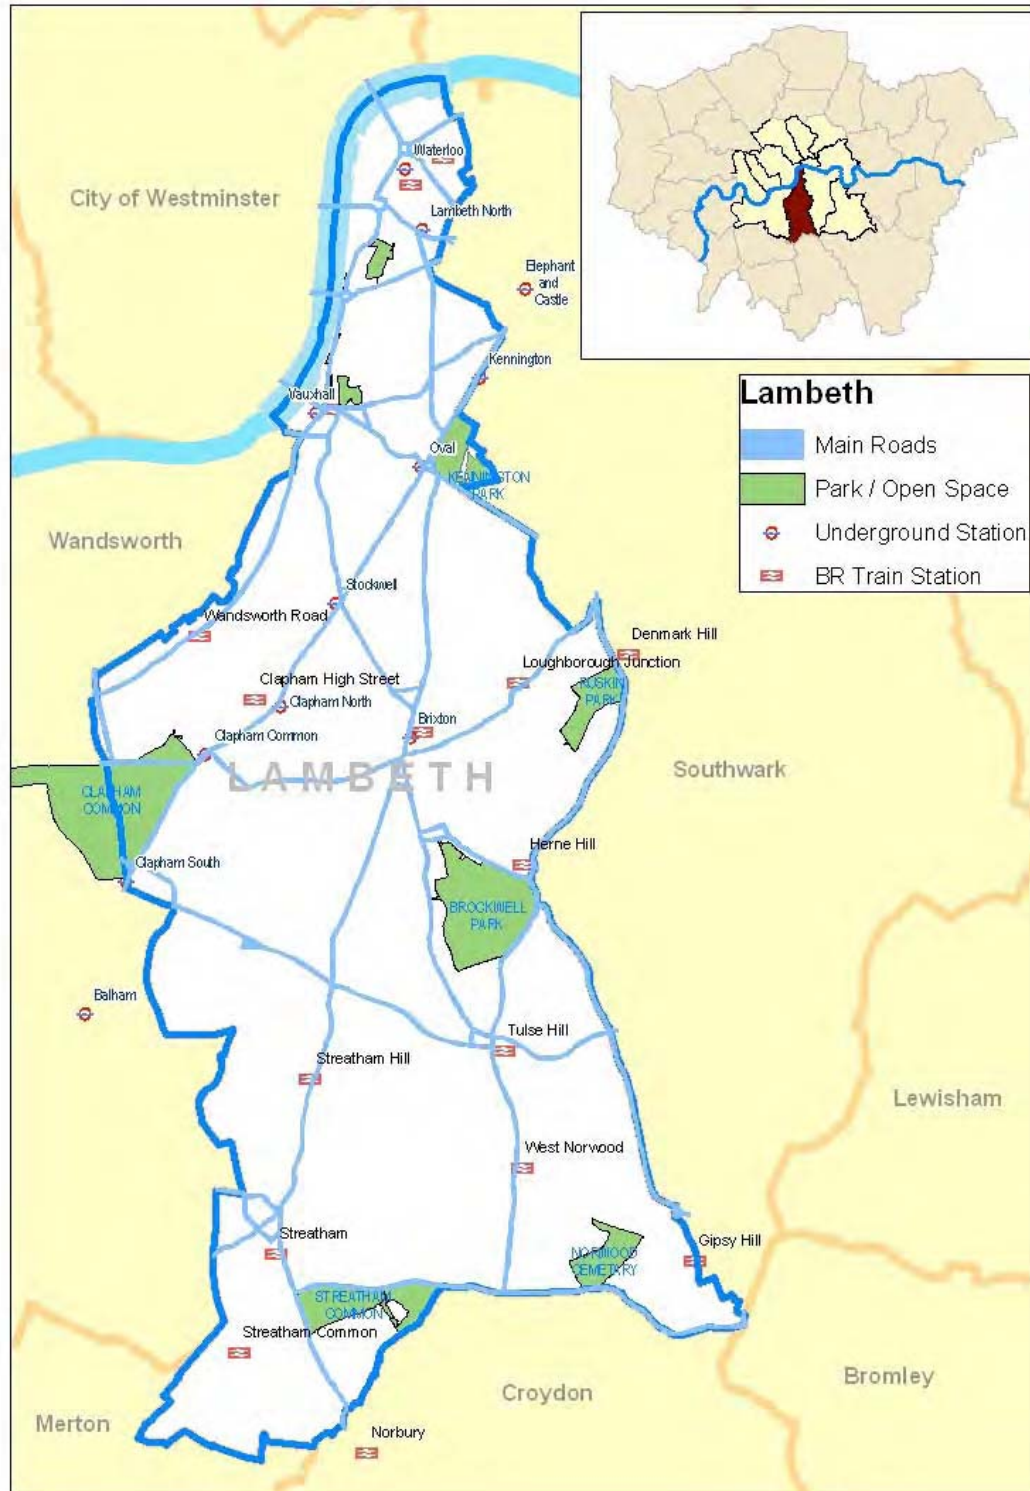 Waterloo
City of Westminster
Lambeth North
Elephant
and
Castle
Kennington
Vauxhall
Oval
KENNINGTON
PARK
Lambeth
Main Roads
Park / Open Space
Underground Station
BR Train Station
Wandsworth
Stockwell
Wandsworth Road
Denmark Hill
Loughborough Junction
RUSKIN
PARK
Clapham High Street
Clapham North
Brixton
Clapham Common
LAMBETH
Southwark
CLAPHAM
COMMON
Clapham South
Herne Hill
BROCKWELL
PARK
Balham
Tulse Hill
Streatham Hill
Lewisham
West Norwood
Streatham
Gipsy Hill
NORWOOD
CEMETARY
STREATHAM
COMMON
Streatham Common
Croydon
Bromley
Merton
Norbury